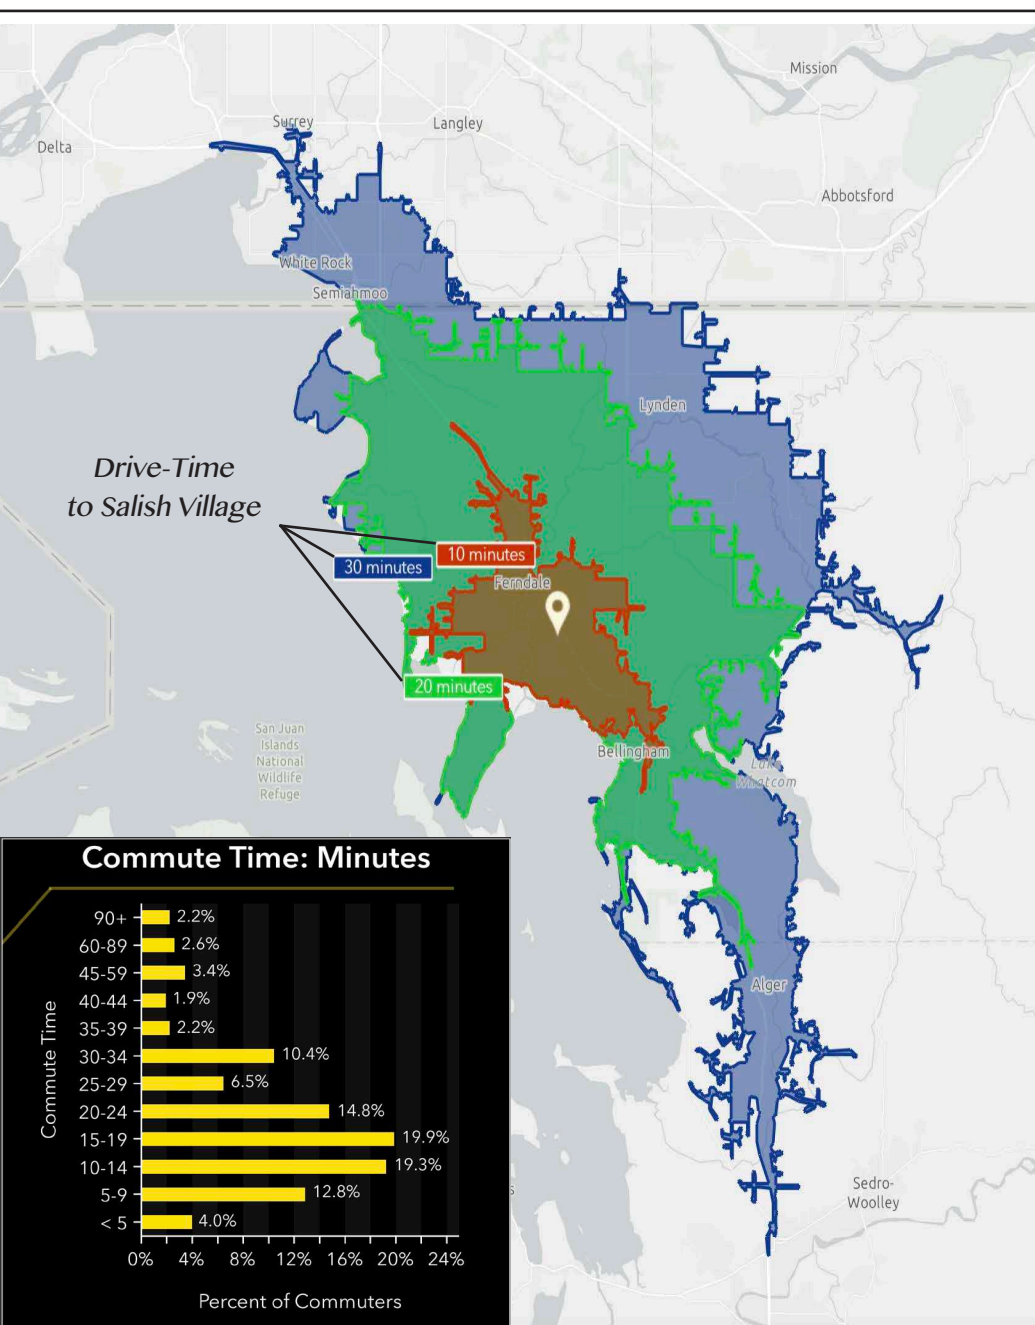 Mission
Surrey
Langley
Delta
Abbotsford
White Rock
Semiahmoo
Lynden
Drive-Time
to Salish Village
10 minutes
30 minutes
Ferndale
20 minutes
San Juan
Islands
National
Wildlife
Refuge
Bellingham
Lake
Whatcom
Alger
Sedro-
Woolley
Commute Time: Minutes
Commute Time
90+ 2.2%
60-89 2.6%
45-59 3.4%
40-44 1.9%
35-39 2.2%
30-34 10.4%
25-29 6.5%
20-24 14.8%
15-19 19.9%
10-14 19.3%
5-9 12.8%
< 5 4.0%
0% 4% 8% 12% 16% 20% 24%
Percent of Commuters